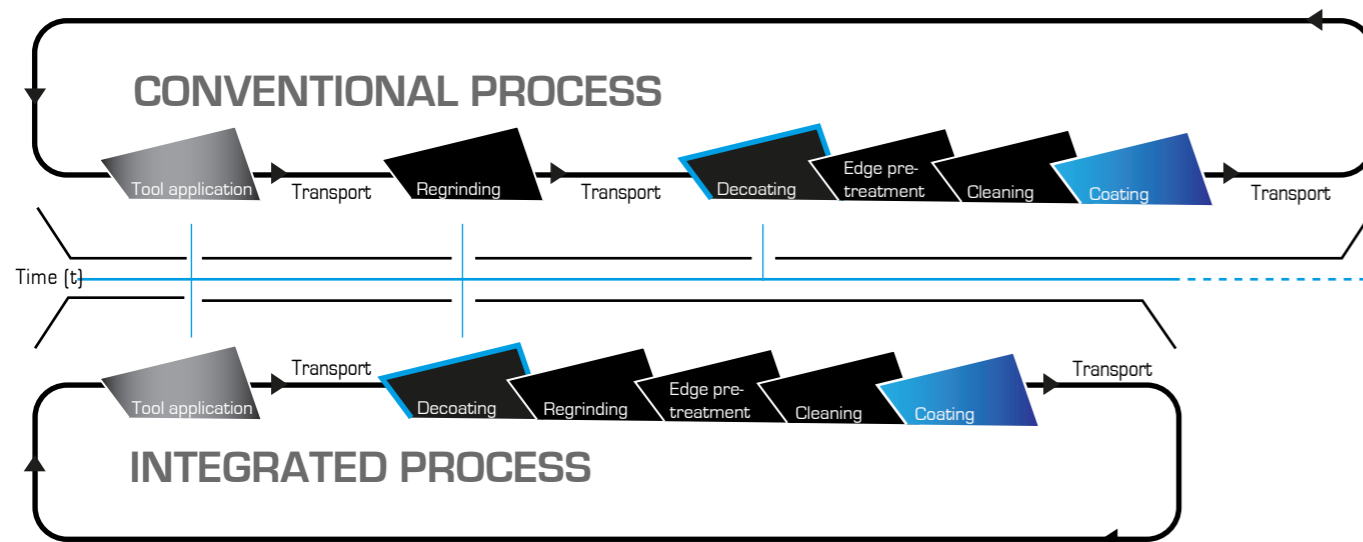 CONVENTIONAL PROCESS
Tool application
Transport
Regrinding
Transport
Decoating
Edge pre-
treatment
Cleaning
Coating
Transport
Time (t)
Tool application
Transport
Decoating
Regrinding
Edge pre-
treatment
Cleaning
Coating
Transport
INTEGRATED PROCESS